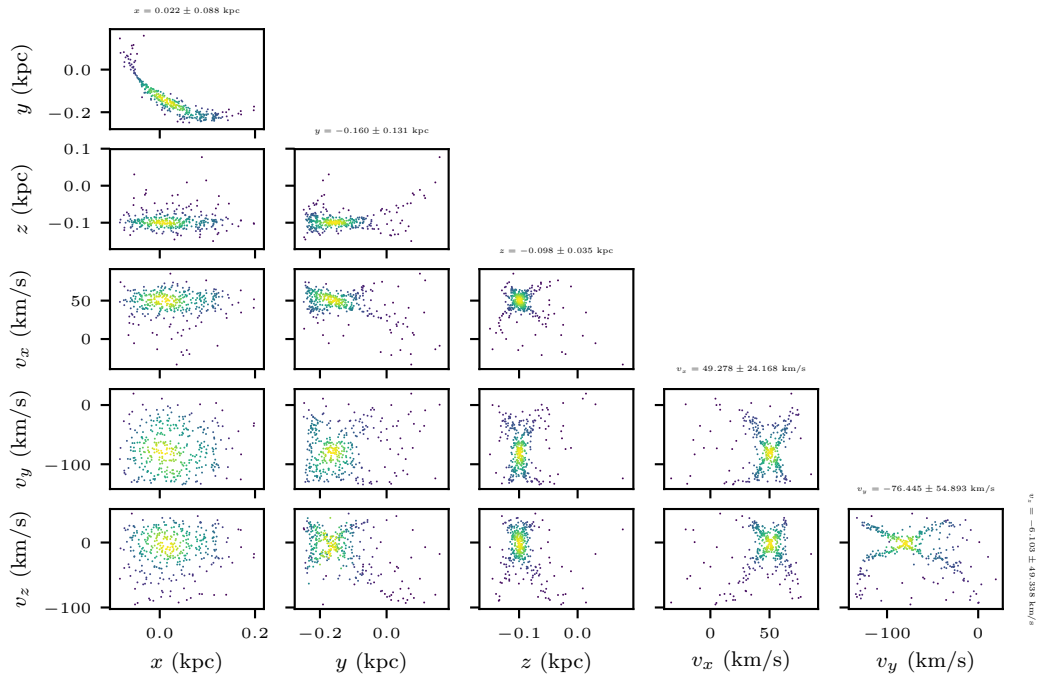 x = 0.022 ± 0.088 kpc
y (kpc)
0.0
−0.2
y = −0.160 ± 0.131 kpc
z (kpc)
0.1
0.0
−0.1
z = −0.098 ± 0.035 kpc
v_x (km/s)
50
0
v_x = 49.278 ± 24.168 km/s
v_y (km/s)
0
−100
v_y = −76.445 ± 54.893 km/s
v_z (km/s)
0
−100
v_z = −6.103 ± 49.338 km/s
0.0 0.2 −0.2 0.0 −0.1 0.0 0 50 −100 0
x (kpc) y (kpc) z (kpc) v_x (km/s) v_y (km/s)